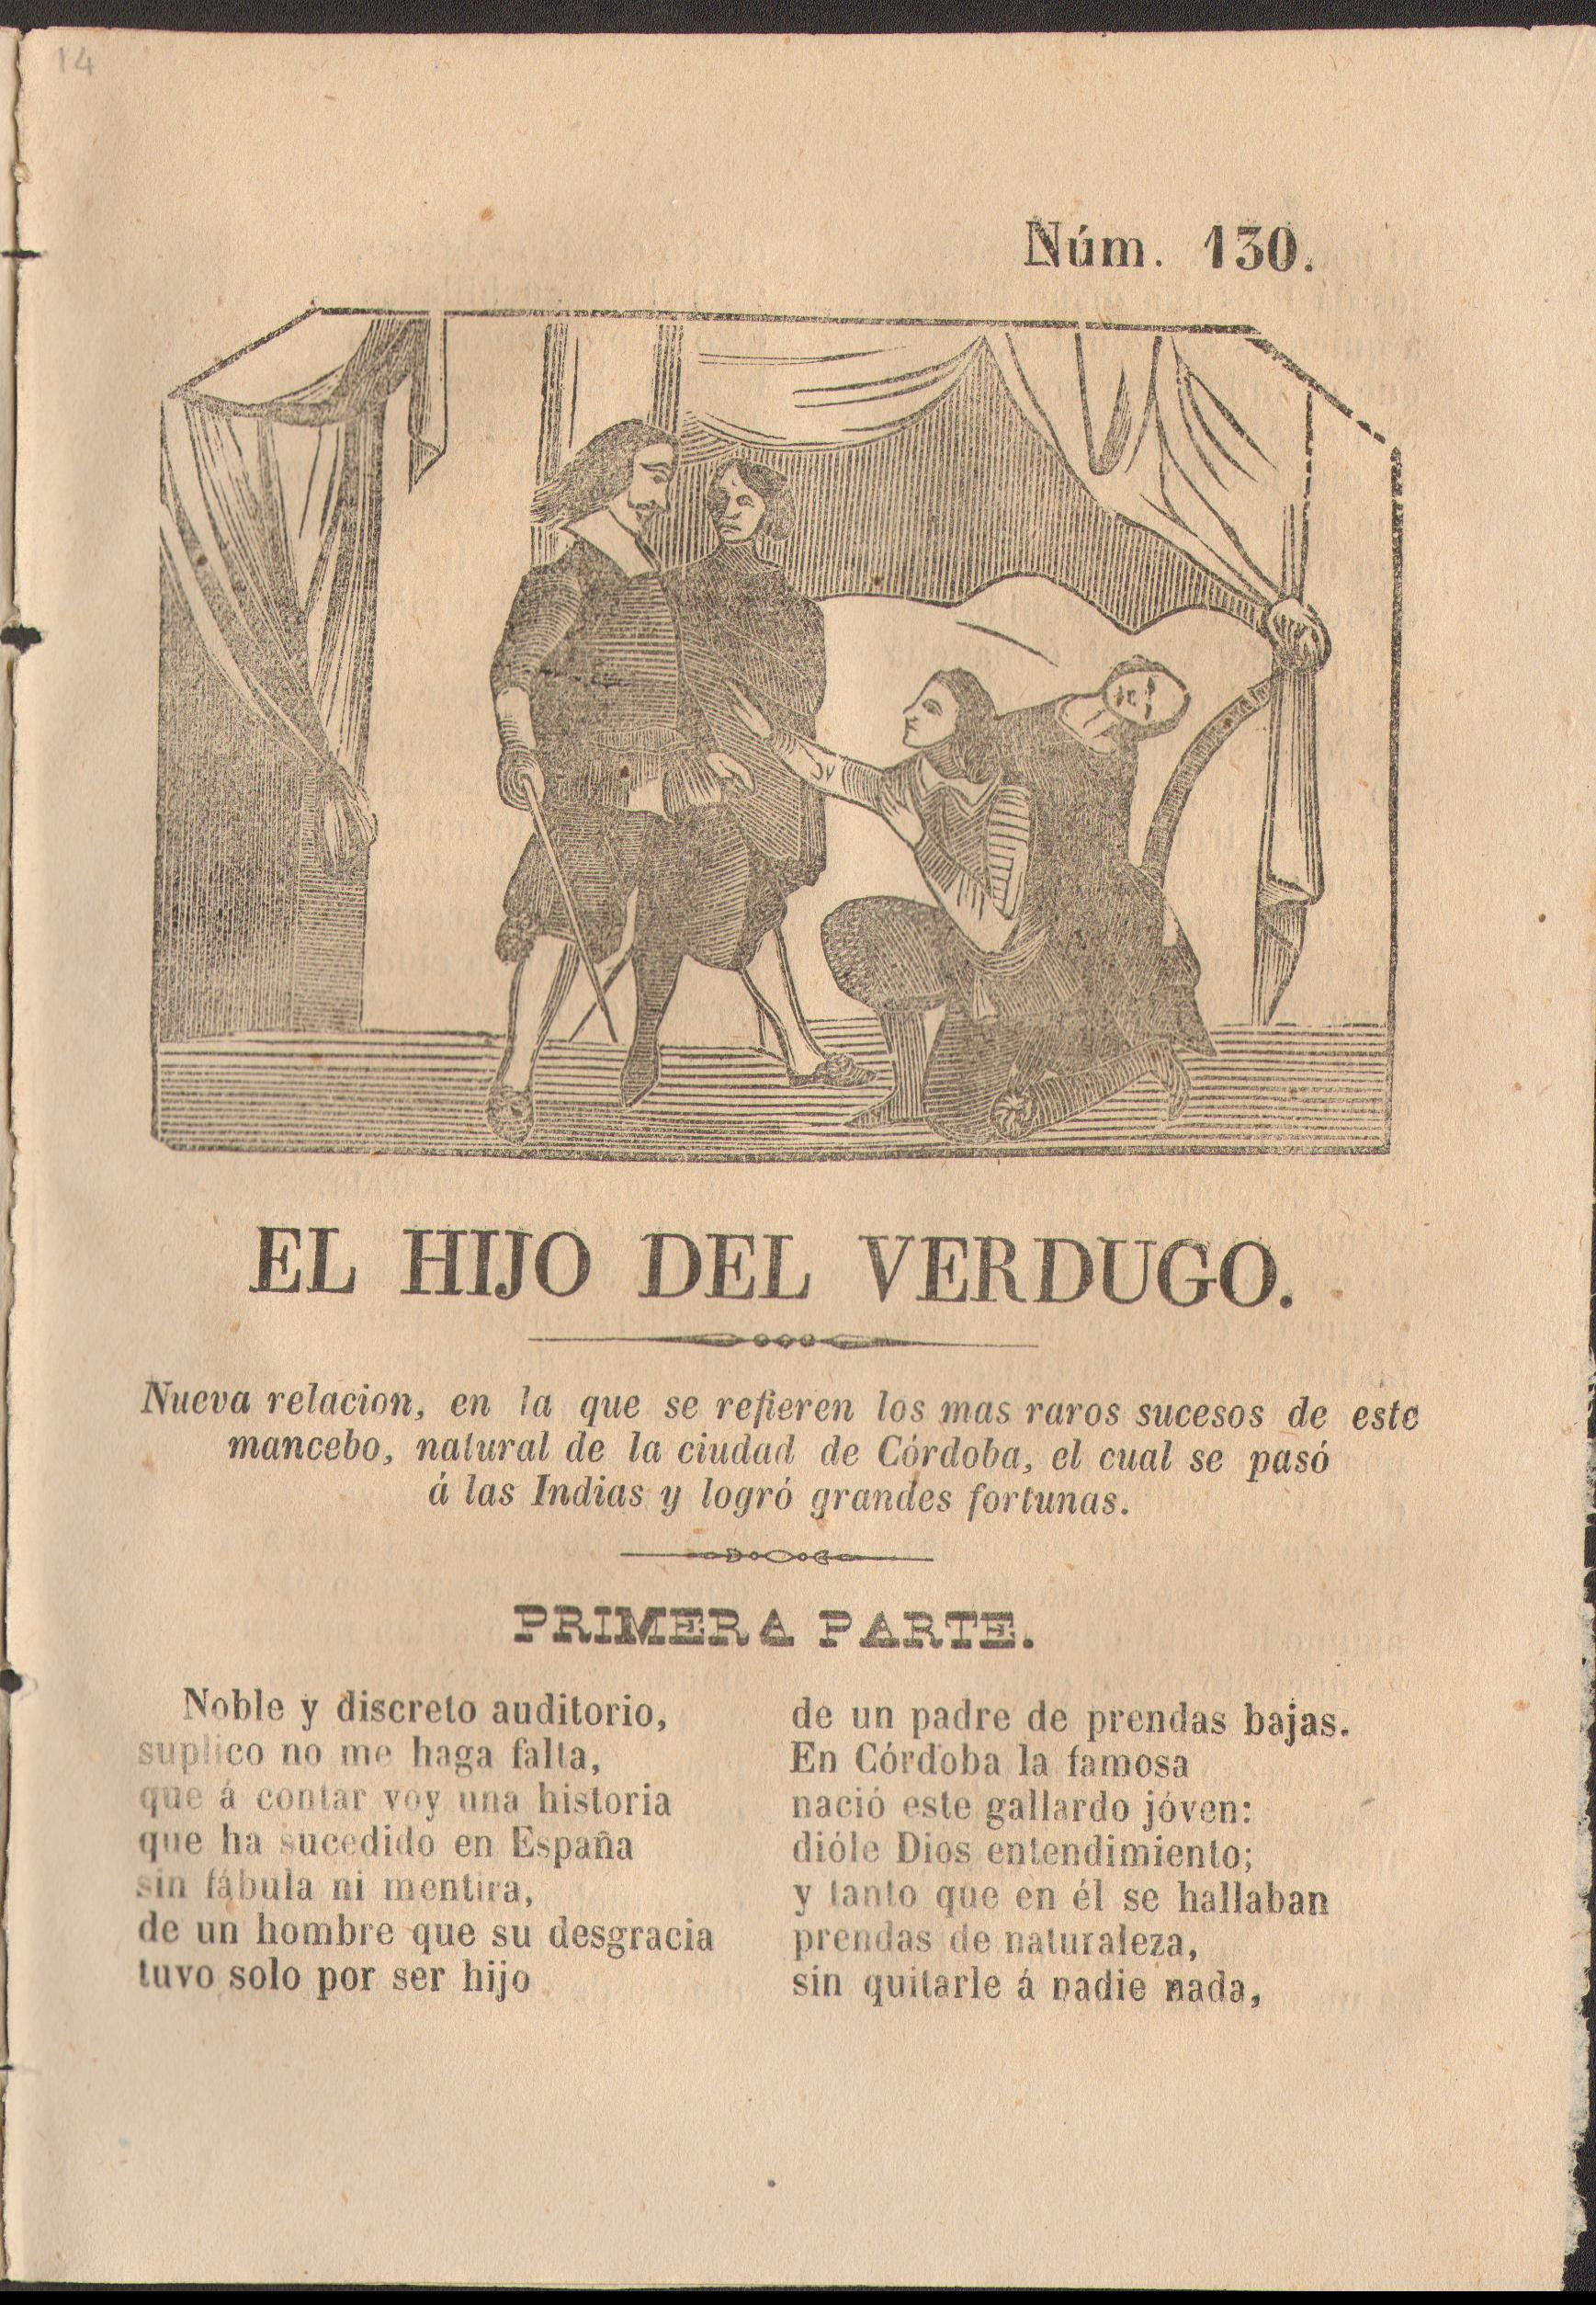 14
Núm. 130.
EL HIJO DEL VERDUGO.
Nueva relacion, en la que se refieren los mas raros sucesos de este
mancebo, natural de la ciudad de Córdoba, el cual se pasó
á las Indias y logró grandes fortunas.
PRIMERA PARTE.
Noble y discreto auditorio,
suplico no me haga falta,
que á contar voy una historia
que ha sucedido en España
sin fábula ni mentira,
de un hombre que su desgracia
tuvo solo por ser hijo
de un padre de prendas bajas.
En Córdoba la famosa
nació este gallardo jóven:
dióle Dios entendimiento;
y tanto que en él se hallaban
prendas de naturaleza,
sin quitarle á nadie nada,